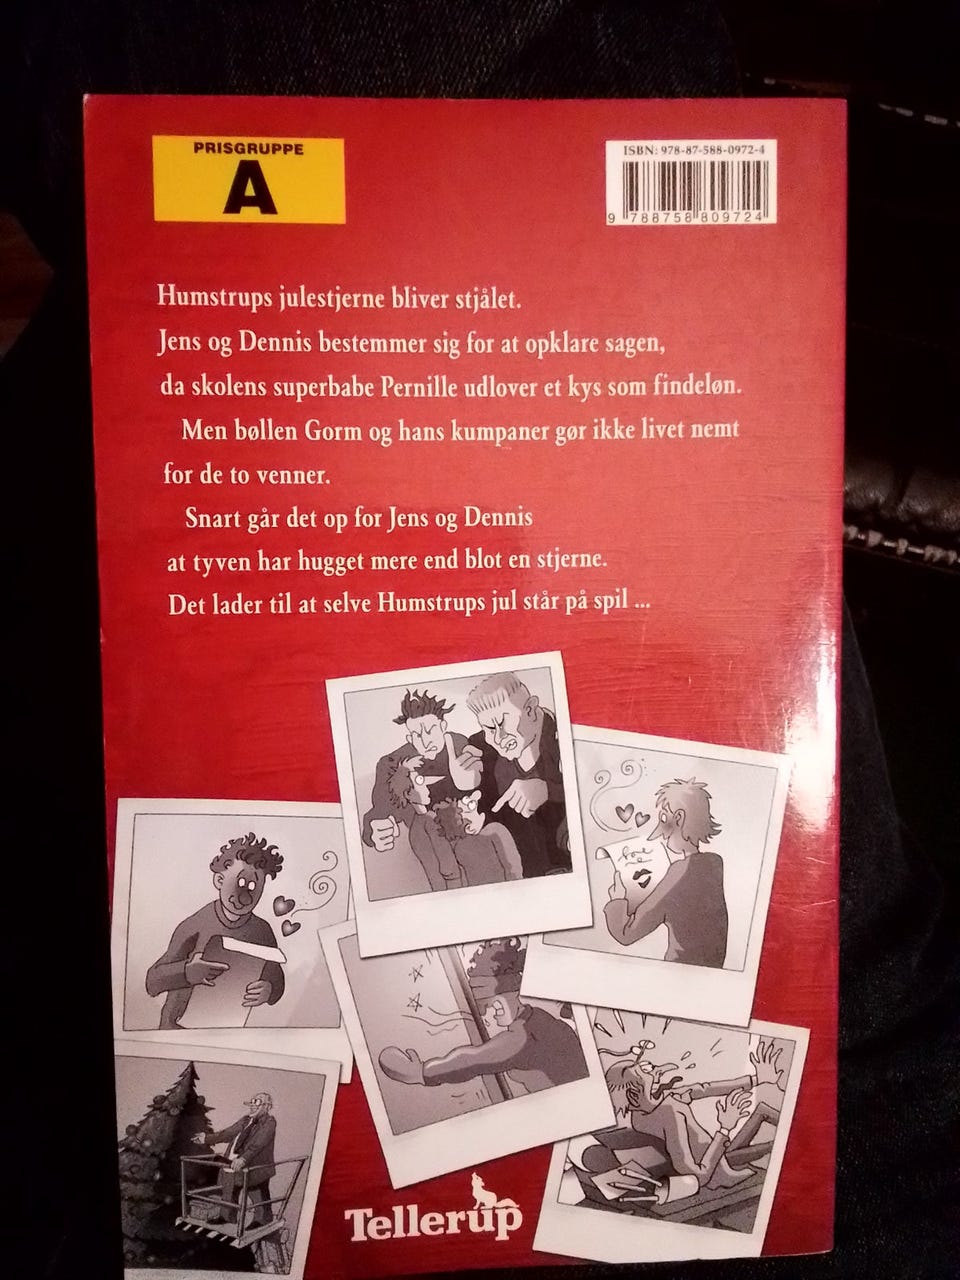 PRISGRUPPE
A
ISBN: 978-87-588-0972-4
9 788758 809724
Humstrups julestjerne bliver stjålet.
Jens og Dennis bestemmer sig for at opklare sagen,
da skolens superbabe Pernille udlover et kys som findeløn.
Men bøllen Gorm og hans kumpaner gør ikke livet nemt
for de to venner.
Snart går det op for Jens og Dennis
at tyven har hugget mere end blot en stjerne.
Det lader til at selve Humstrups jul står på spil ...
Tellerup